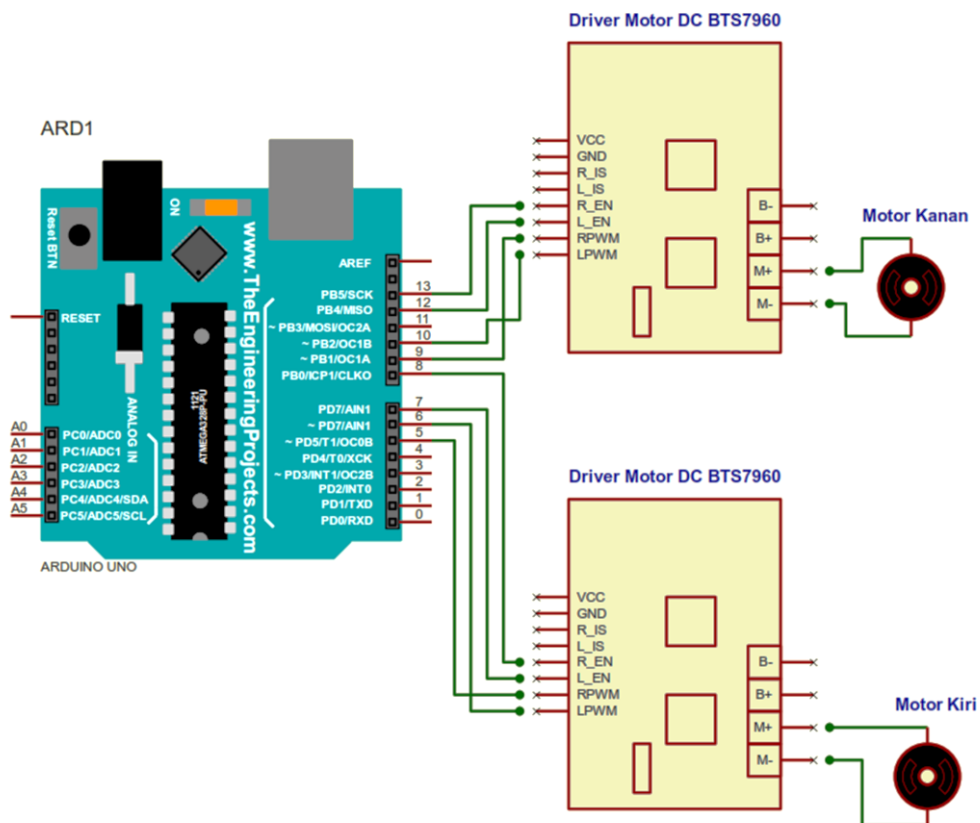 Driver Motor DC BTS7960
ARD1
VCC
GND
R_IS
L_IS
R_EN
L_EN
RPWM
LPWM
B-
B+
M+
M-
Motor Kanan
Reset BTN
ON
www.TheEngineeringProjects.com
AREF
PB5/SCK 13
PB4/MISO 12
~ PB3/MOSI/OC2A 11
~ PB2/OC1B 10
~ PB1/OC1A 9
PB0/ICP1/CLKO 8
RESET
1121
ATMEGA328P-PU
ANALOG IN
PD7/AIN1 7
~ PD7/AIN1 6
~ PD5/T1/OC0B 5
PD4/T0/XCK 4
~ PD3/INT1/OC2B 3
PD2/INT0 2
PD1/TXD 1
PD0/RXD 0
A0 PC0/ADC0
A1 PC1/ADC1
A2 PC2/ADC2
A3 PC3/ADC3
A4 PC4/ADC4/SDA
A5 PC5/ADC5/SCL
ARDUINO UNO
Driver Motor DC BTS7960
VCC
GND
R_IS
L_IS
R_EN
L_EN
RPWM
LPWM
B-
B+
M+
M-
Motor Kiri